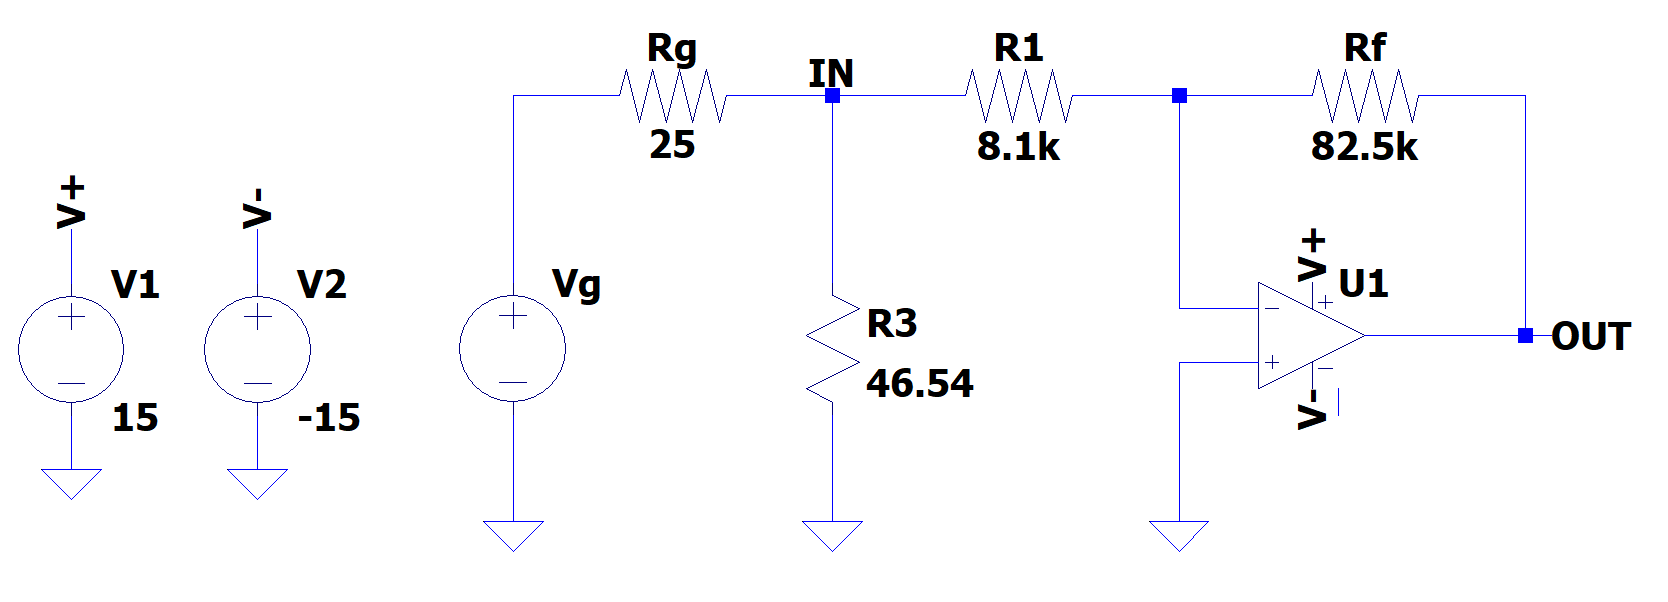 Rg
25
IN
R1
8.1k
Rf
82.5k
V+
V1
15
V-
V2
-15
Vg
R3
46.54
V+
U1
V-
OUT